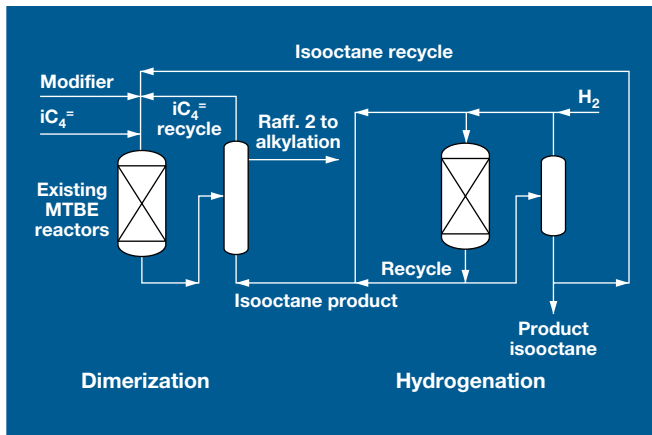 Isooctane recycle
Modifier
iC₄⁼
iC₄⁼
recycle
H₂
Raff. 2 to
alkylation
Existing
MTBE
reactors
Recycle
Isooctane product
Product
isooctane
Dimerization
Hydrogenation